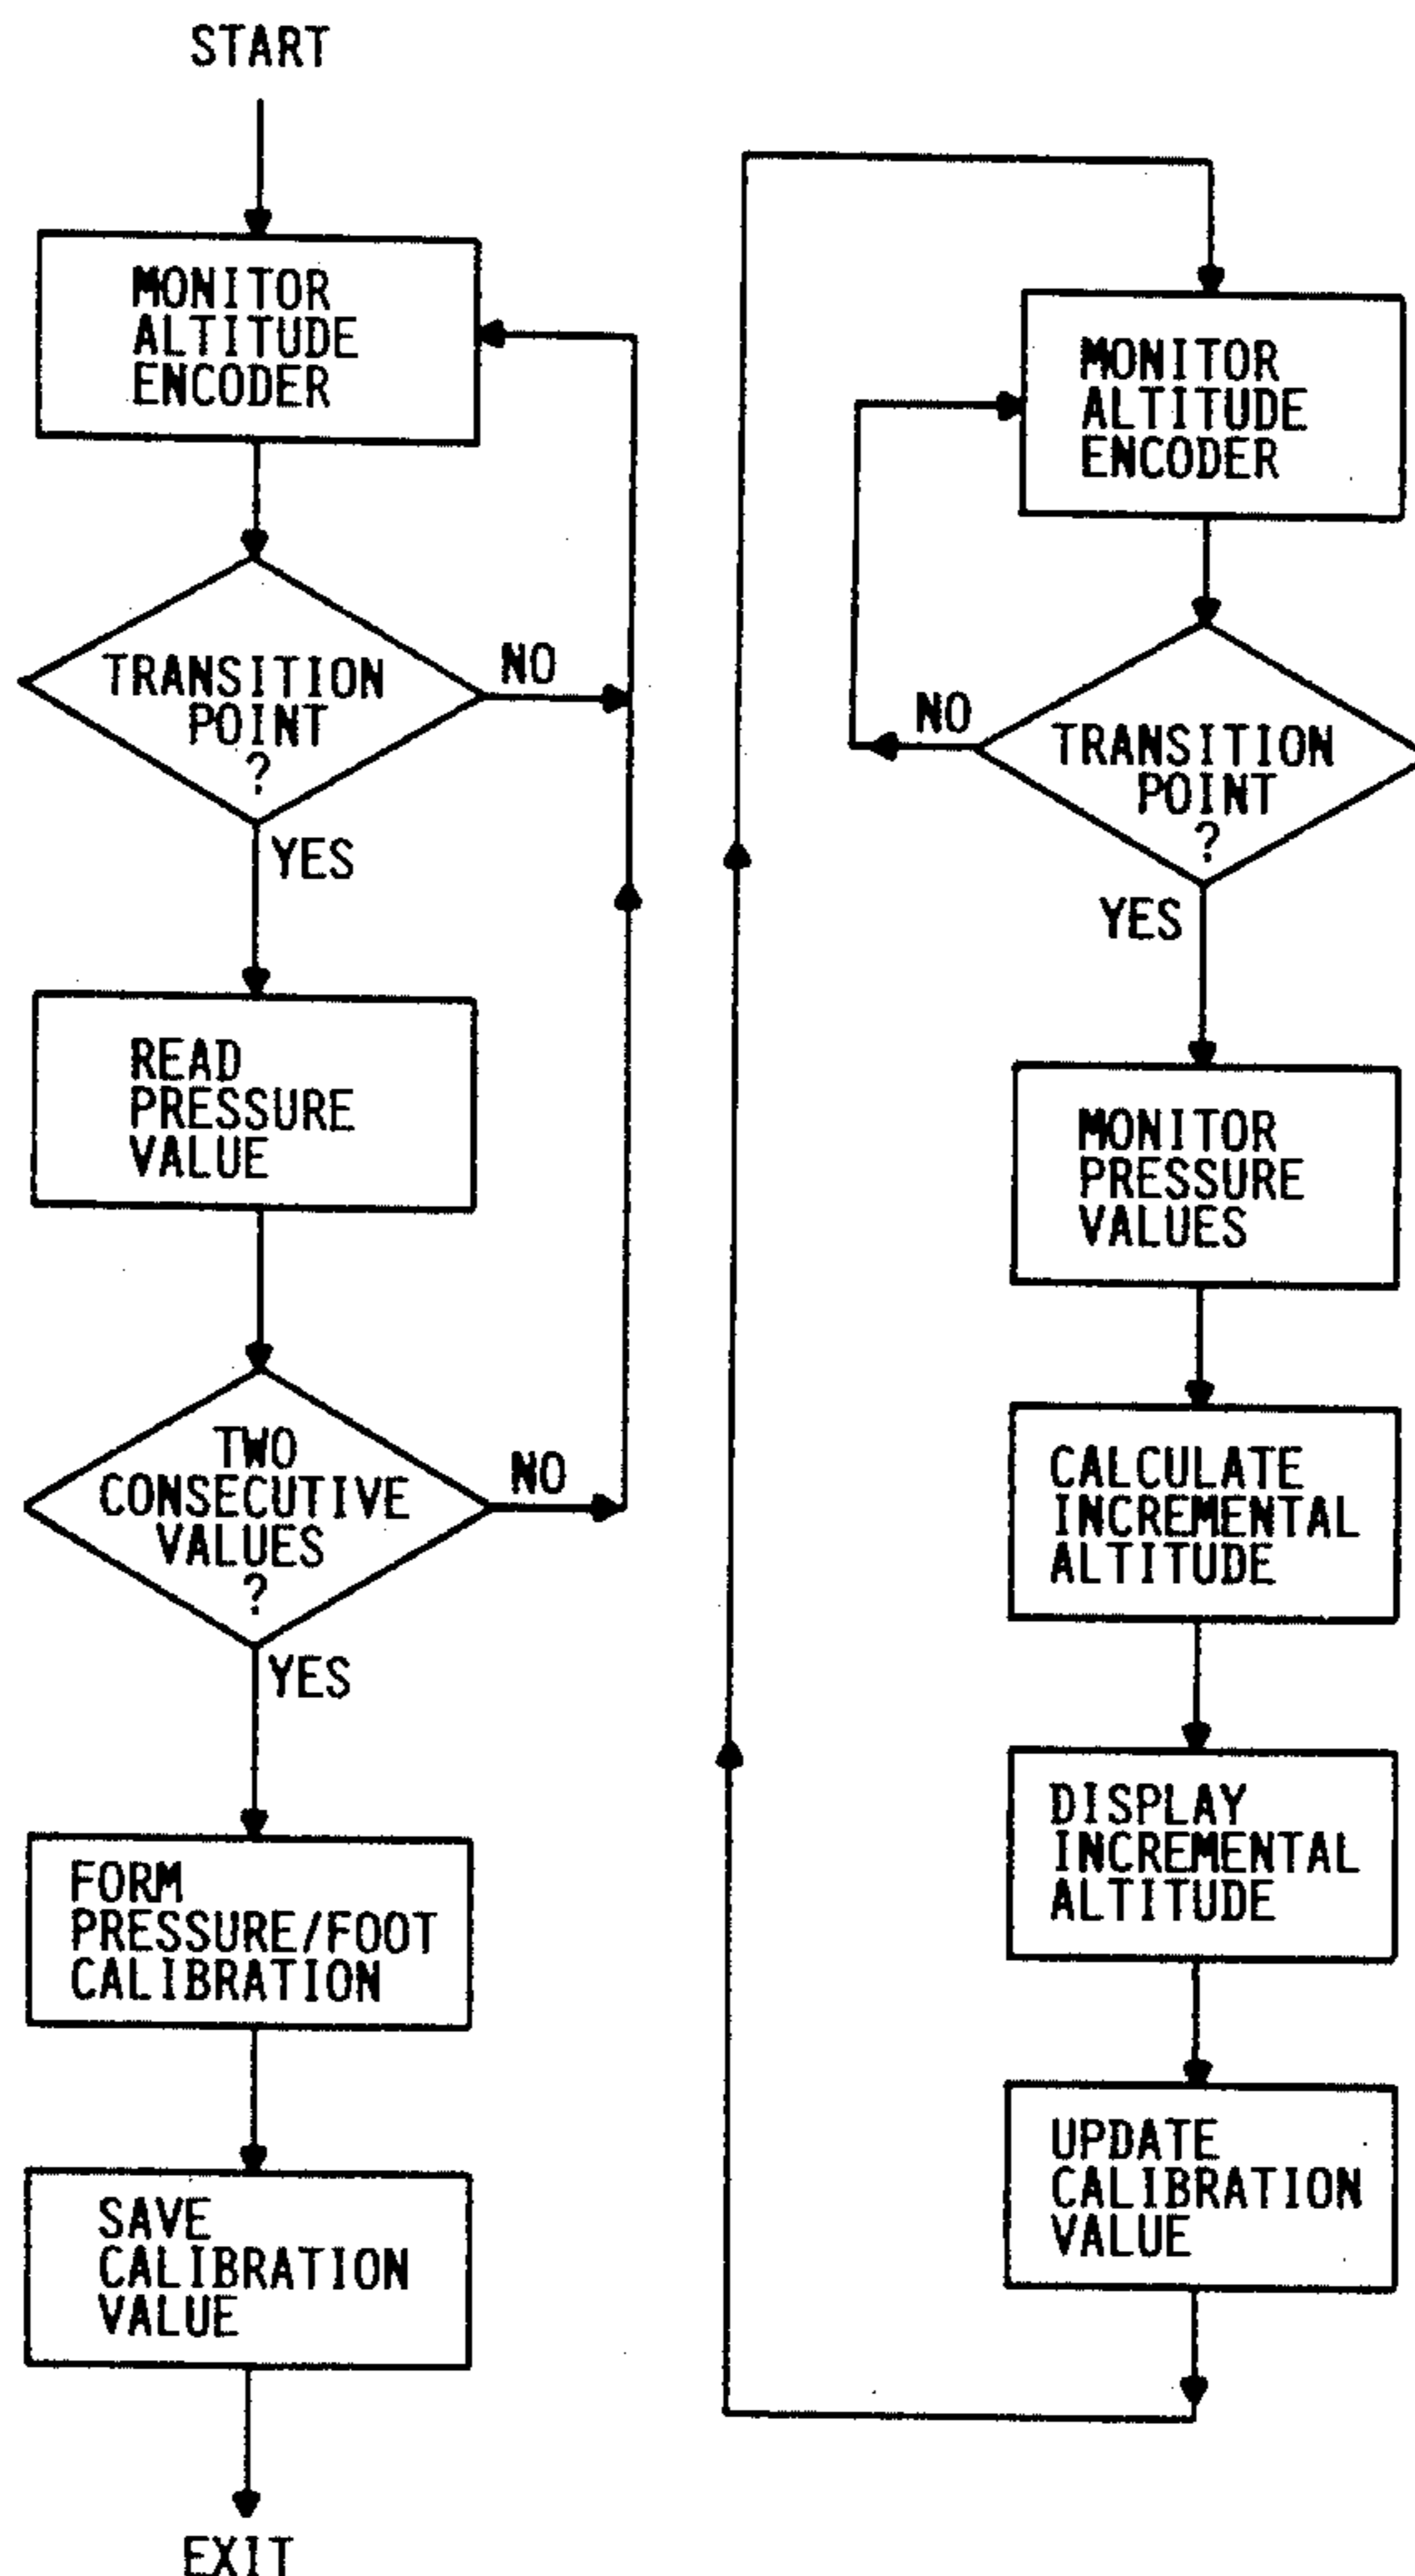 START
MONITOR
ALTITUDE
ENCODER
TRANSITION
POINT
?
NO
YES
READ
PRESSURE
VALUE
TWO
CONSECUTIVE
VALUES
?
NO
YES
FORM
PRESSURE/FOOT
CALIBRATION
SAVE
CALIBRATION
VALUE
EXIT
MONITOR
ALTITUDE
ENCODER
NO
TRANSITION
POINT
?
YES
MONITOR
PRESSURE
VALUES
CALCULATE
INCREMENTAL
ALTITUDE
DISPLAY
INCREMENTAL
ALTITUDE
UPDATE
CALIBRATION
VALUE